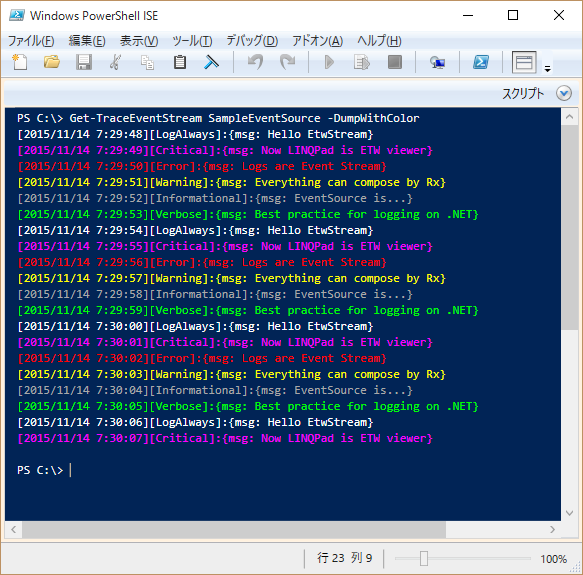 Windows PowerShell ISE
ファイル(F) 編集(E) 表示(V) ツール(T) デバッグ(D) アドオン(A) ヘルプ(H)
スクリプト
PS C:\> Get-TraceEventStream SampleEventSource -DumpWithColor
[2015/11/14 7:29:48][LogAlways]:{msg: Hello EtwStream}
[2015/11/14 7:29:49][Critical]:{msg: Now LINQPad is ETW viewer}
[2015/11/14 7:29:50][Error]:{msg: Logs are Event Stream}
[2015/11/14 7:29:51][Warning]:{msg: Everything can compose by Rx}
[2015/11/14 7:29:52][Informational]:{msg: EventSource is...}
[2015/11/14 7:29:53][Verbose]:{msg: Best practice for logging on .NET}
[2015/11/14 7:29:54][LogAlways]:{msg: Hello EtwStream}
[2015/11/14 7:29:55][Critical]:{msg: Now LINQPad is ETW viewer}
[2015/11/14 7:29:56][Error]:{msg: Logs are Event Stream}
[2015/11/14 7:29:57][Warning]:{msg: Everything can compose by Rx}
[2015/11/14 7:29:58][Informational]:{msg: EventSource is...}
[2015/11/14 7:29:59][Verbose]:{msg: Best practice for logging on .NET}
[2015/11/14 7:30:00][LogAlways]:{msg: Hello EtwStream}
[2015/11/14 7:30:01][Critical]:{msg: Now LINQPad is ETW viewer}
[2015/11/14 7:30:02][Error]:{msg: Logs are Event Stream}
[2015/11/14 7:30:03][Warning]:{msg: Everything can compose by Rx}
[2015/11/14 7:30:04][Informational]:{msg: EventSource is...}
[2015/11/14 7:30:05][Verbose]:{msg: Best practice for logging on .NET}
[2015/11/14 7:30:06][LogAlways]:{msg: Hello EtwStream}
[2015/11/14 7:30:07][Critical]:{msg: Now LINQPad is ETW viewer}
PS C:\>
行 23 列 9 100%